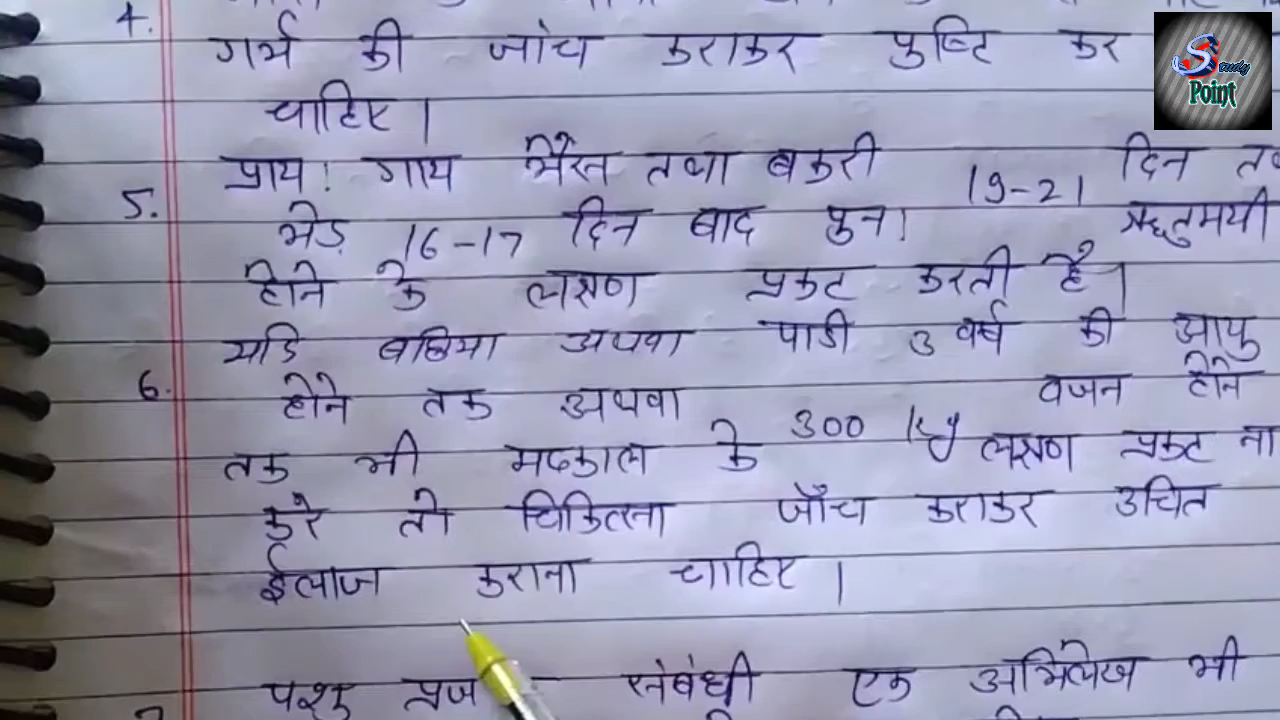 4.
गर्भ की जांच कराकर पुष्टि कर
चाहिए।
5. प्राय! गाय भैंस तथा बकरी 19-21 दिन
भेड़ 16-17 दिन बाद पुन। ऋतुमयी
होने के लक्षण प्रकट करती है।
6. यदि बछिया अथवा पाडी 3 वर्ष की आयु
होने तक अथवा 300 kg वजन होने
तक भी मदकाल के लक्षण प्रकट ना
करे तो चिकित्सा जाँच कराकर उचित
ईलाज कराना चाहिए।
पशु संबंधी एक अभिलेख भी
Study
Point